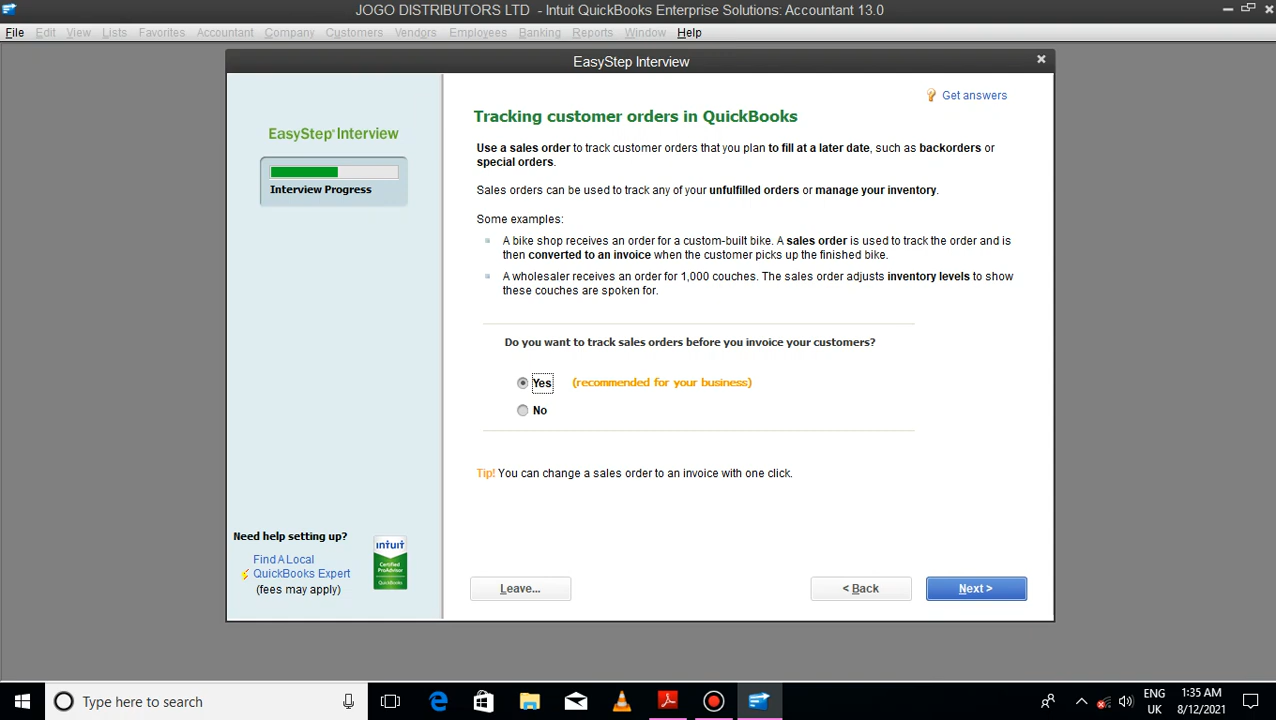 JOGO DISTRIBUTORS LTD - Intuit QuickBooks Enterprise Solutions: Accountant 13.0
File Edit View Lists Favorites Accountant Company Customers Vendors Employees Banking Reports Window Help
EasyStep Interview
Get answers
EasyStep® Interview
Interview Progress
Tracking customer orders in QuickBooks
Use a sales order to track customer orders that you plan to fill at a later date, such as backorders or
special orders.
Sales orders can be used to track any of your unfulfilled orders or manage your inventory.
Some examples:
A bike shop receives an order for a custom-built bike. A sales order is used to track the order and is
then converted to an invoice when the customer picks up the finished bike.
A wholesaler receives an order for 1,000 couches. The sales order adjusts inventory levels to show
these couches are spoken for.
Do you want to track sales orders before you invoice your customers?
Yes (recommended for your business)
No
Tip! You can change a sales order to an invoice with one click.
Need help setting up?
Find A Local
QuickBooks Expert
(fees may apply)
intuit
Certified
ProAdvisor
QuickBooks
Leave...
< Back
Next >
Type here to search
ENG
UK
1:35 AM
8/12/2021